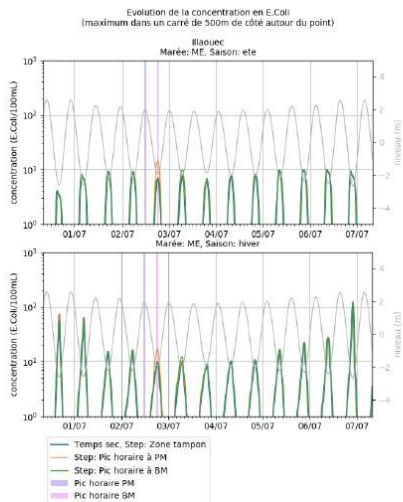 Evolution de la concentration en E.Coli
(maximum dans un carré de 500m de côté autour du point)
Illaouec
Marée: ME, Saison: ete
concentration (E.Coli/100mL)
10³
10²
10¹
10⁰
4
2
0
−2
−4
niveau (m)
01/07 02/07 03/07 04/07 05/07 06/07 07/07
Marée: ME, Saison: hiver
concentration (E.Coli/100mL)
10³
10²
10¹
10⁰
4
2
0
−2
−4
niveau (m)
01/07 02/07 03/07 04/07 05/07 06/07 07/07
Temps sec, Step: Zone tampon
Step: Pic horaire à PM
Step: Pic horaire à BM
Pic horaire PM
Pic horaire BM